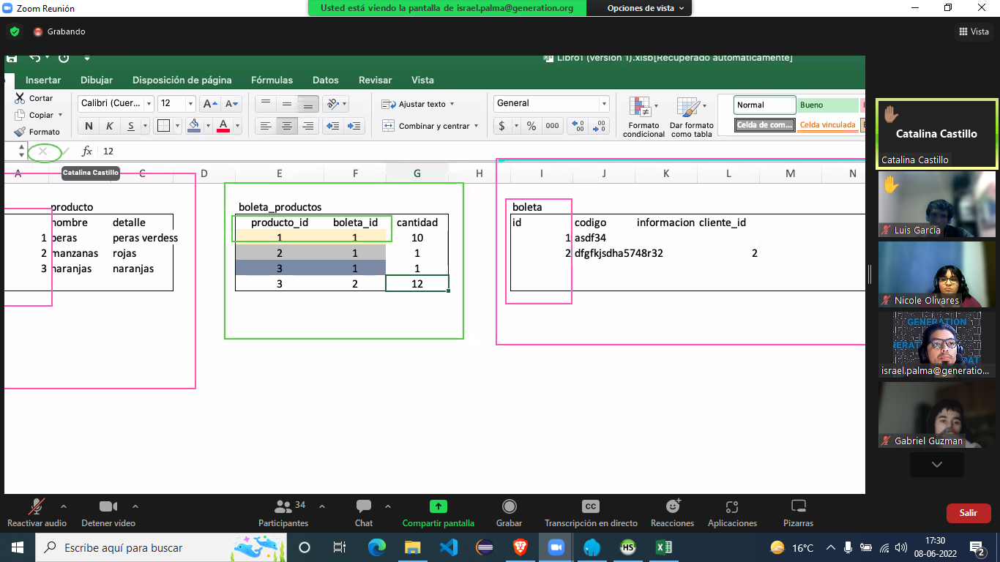 Zoom Reunión
Usted está viendo la pantalla de israel.palma@generation.org
Opciones de vista
Grabando
Vista
Libro1 (version 1).xlsb[Recuperado automáticamente]
Insertar Dibujar Disposición de página Fórmulas Datos Revisar Vista
Cortar
Copiar
Formato
Calibri (Cuer... 12
A A
N K S A
Ajustar texto
Combinar y centrar
General
$ % 000
Formato condicional
Dar formato como tabla
Normal Bueno
Celda de com... Celda vinculada
fx 12
Catalina Castillo
A C D E F G H I J K L M N
producto boleta_productos boleta
nombre detalle producto_id boleta_id cantidad id codigo informacion cliente_id
1 peras peras verdess 1 1 10 1 asdf34
2 manzanas rojas 2 1 1 2 dfgfkjsdha5748r32 2
3 naranjas naranjas 3 1 1
3 2 12
Catalina Castillo
Catalina Castillo
Luis Garcia
Nicole Olivares
GENERATION
israel.palma@generatio...
Gabriel Guzman
Reactivar audio
Detener vídeo
34
Participantes
Chat
Compartir pantalla
Grabar
CC
Transcripción en directo
Reacciones
Aplicaciones
Pizarras
Salir
Escribe aquí para buscar
HS
16°C
17:30
08-06-2022
2